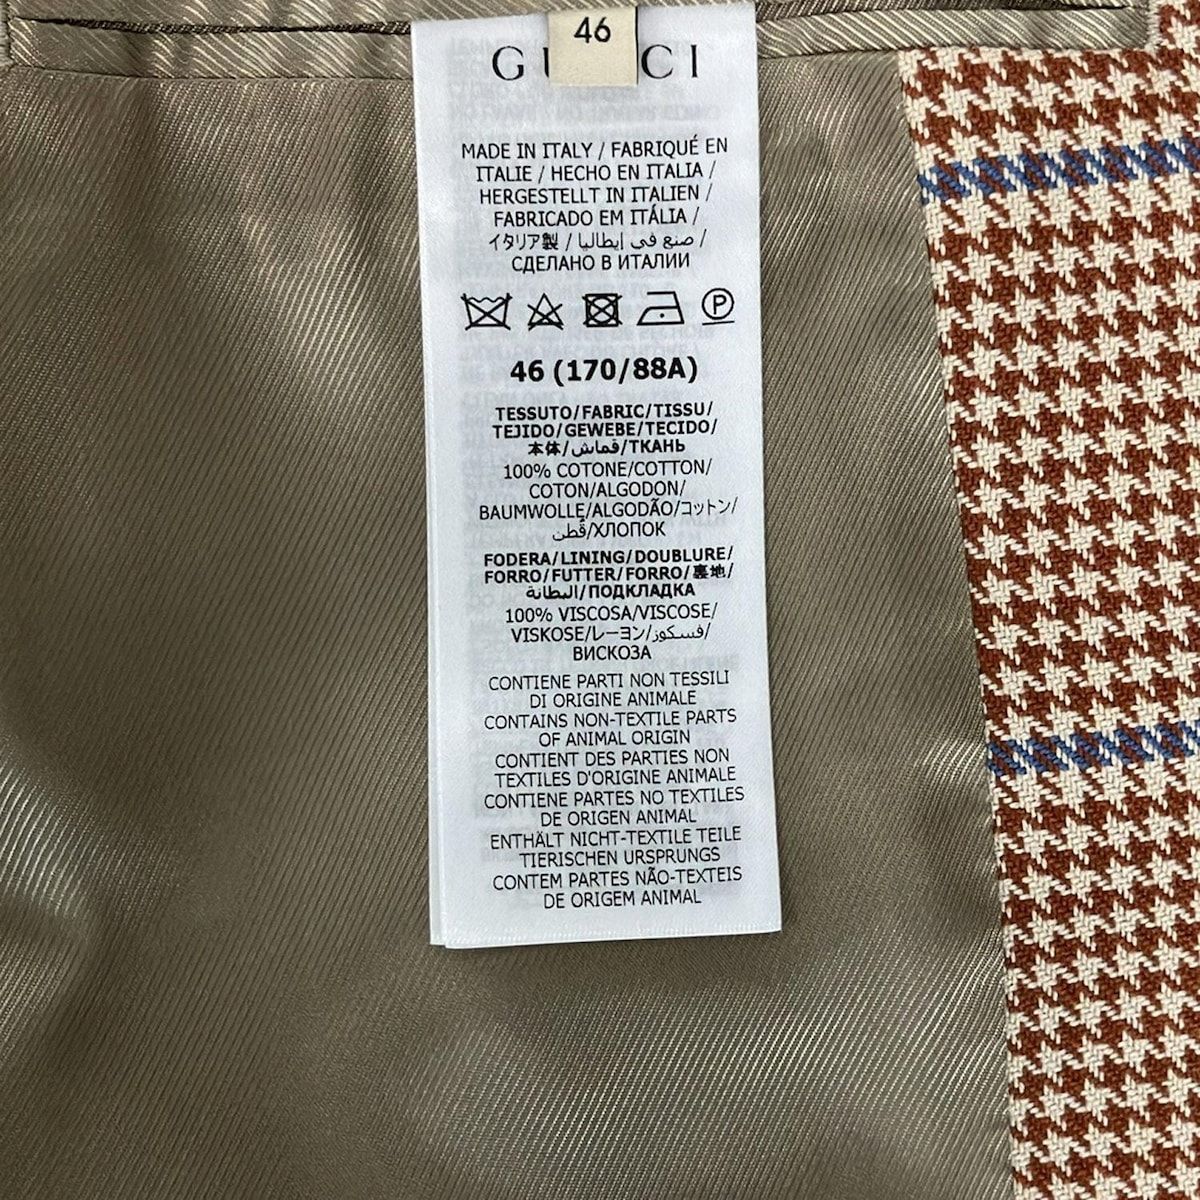 46
GUCCI
MADE IN ITALY / FABRIQUÉ EN
ITALIE / HECHO EN ITALIA /
HERGESTELLT IN ITALIEN /
FABRICADO EM ITÁLIA /
イタリア製 / صنع في إيطاليا /
СДЕЛАНО В ИТАЛИИ
P
46 (170/88A)
TESSUTO/FABRIC/TISSU/
TEJIDO/GEWEBE/TECIDO/
本体/قماش/ТКАНЬ
100% COTONE/COTTON/
COTON/ALGODON/
BAUMWOLLE/ALGODÃO/コットン/
قُطن/ХЛОПОК
FODERA/LINING/DOUBLURE/
FORRO/FUTTER/FORRO/裏地/
البطانة/ПОДКЛАДКА
100% VISCOSA/VISCOSE/
VISKOSE/レーヨン/فسكوز/
ВИСКОЗА
CONTIENE PARTI NON TESSILI
DI ORIGINE ANIMALE
CONTAINS NON-TEXTILE PARTS
OF ANIMAL ORIGIN
CONTIENT DES PARTIES NON
TEXTILES D'ORIGINE ANIMALE
CONTIENE PARTES NO TEXTILES
DE ORIGEN ANIMAL
ENTHÄLT NICHT-TEXTILE TEILE
TIERISCHEN URSPRUNGS
CONTEM PARTES NÃO-TEXTEIS
DE ORIGEM ANIMAL